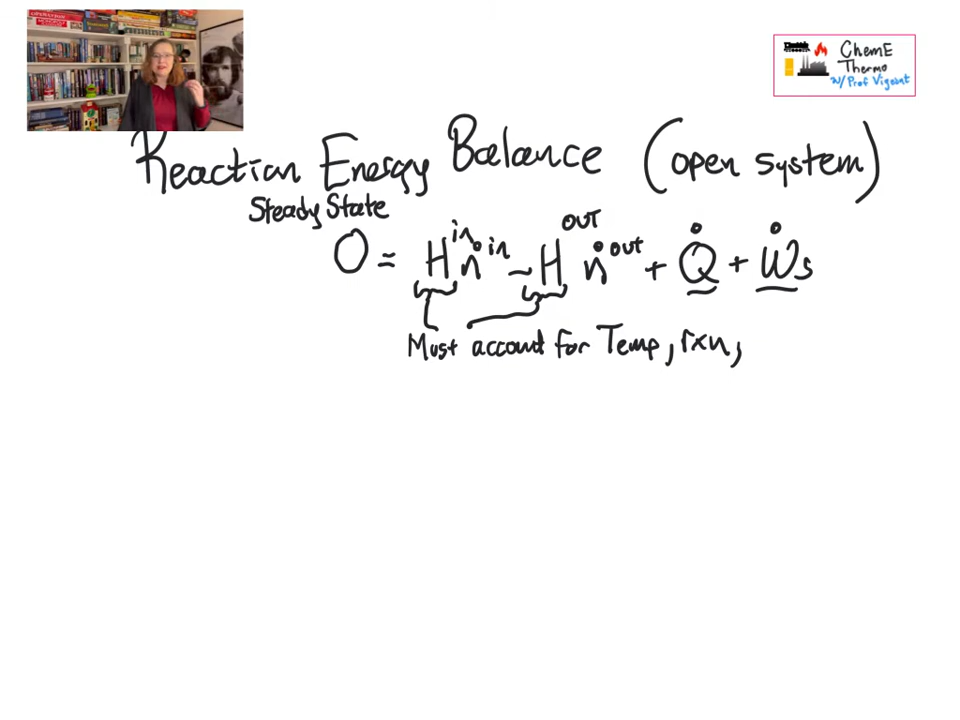 ChemE
Thermo
w/Prof Vigeant
Reaction Energy Balance (open system)
Steady State
0 = H^in ṅ^in - H^out ṅ^out + Q̇ + Ẇs
Must account for Temp, rxn,